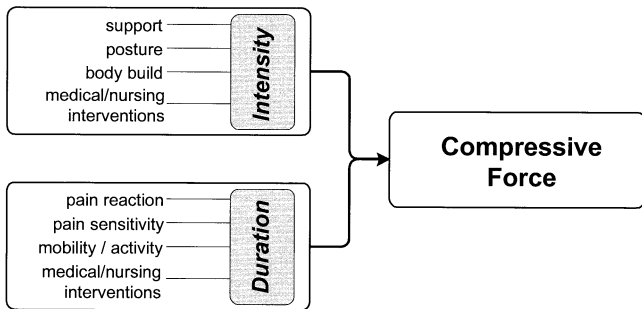 support
posture
body build
medical/nursing
interventions
Intensity
pain reaction
pain sensitivity
mobility / activity
medical/nursing
interventions
Duration
Compressive
Force